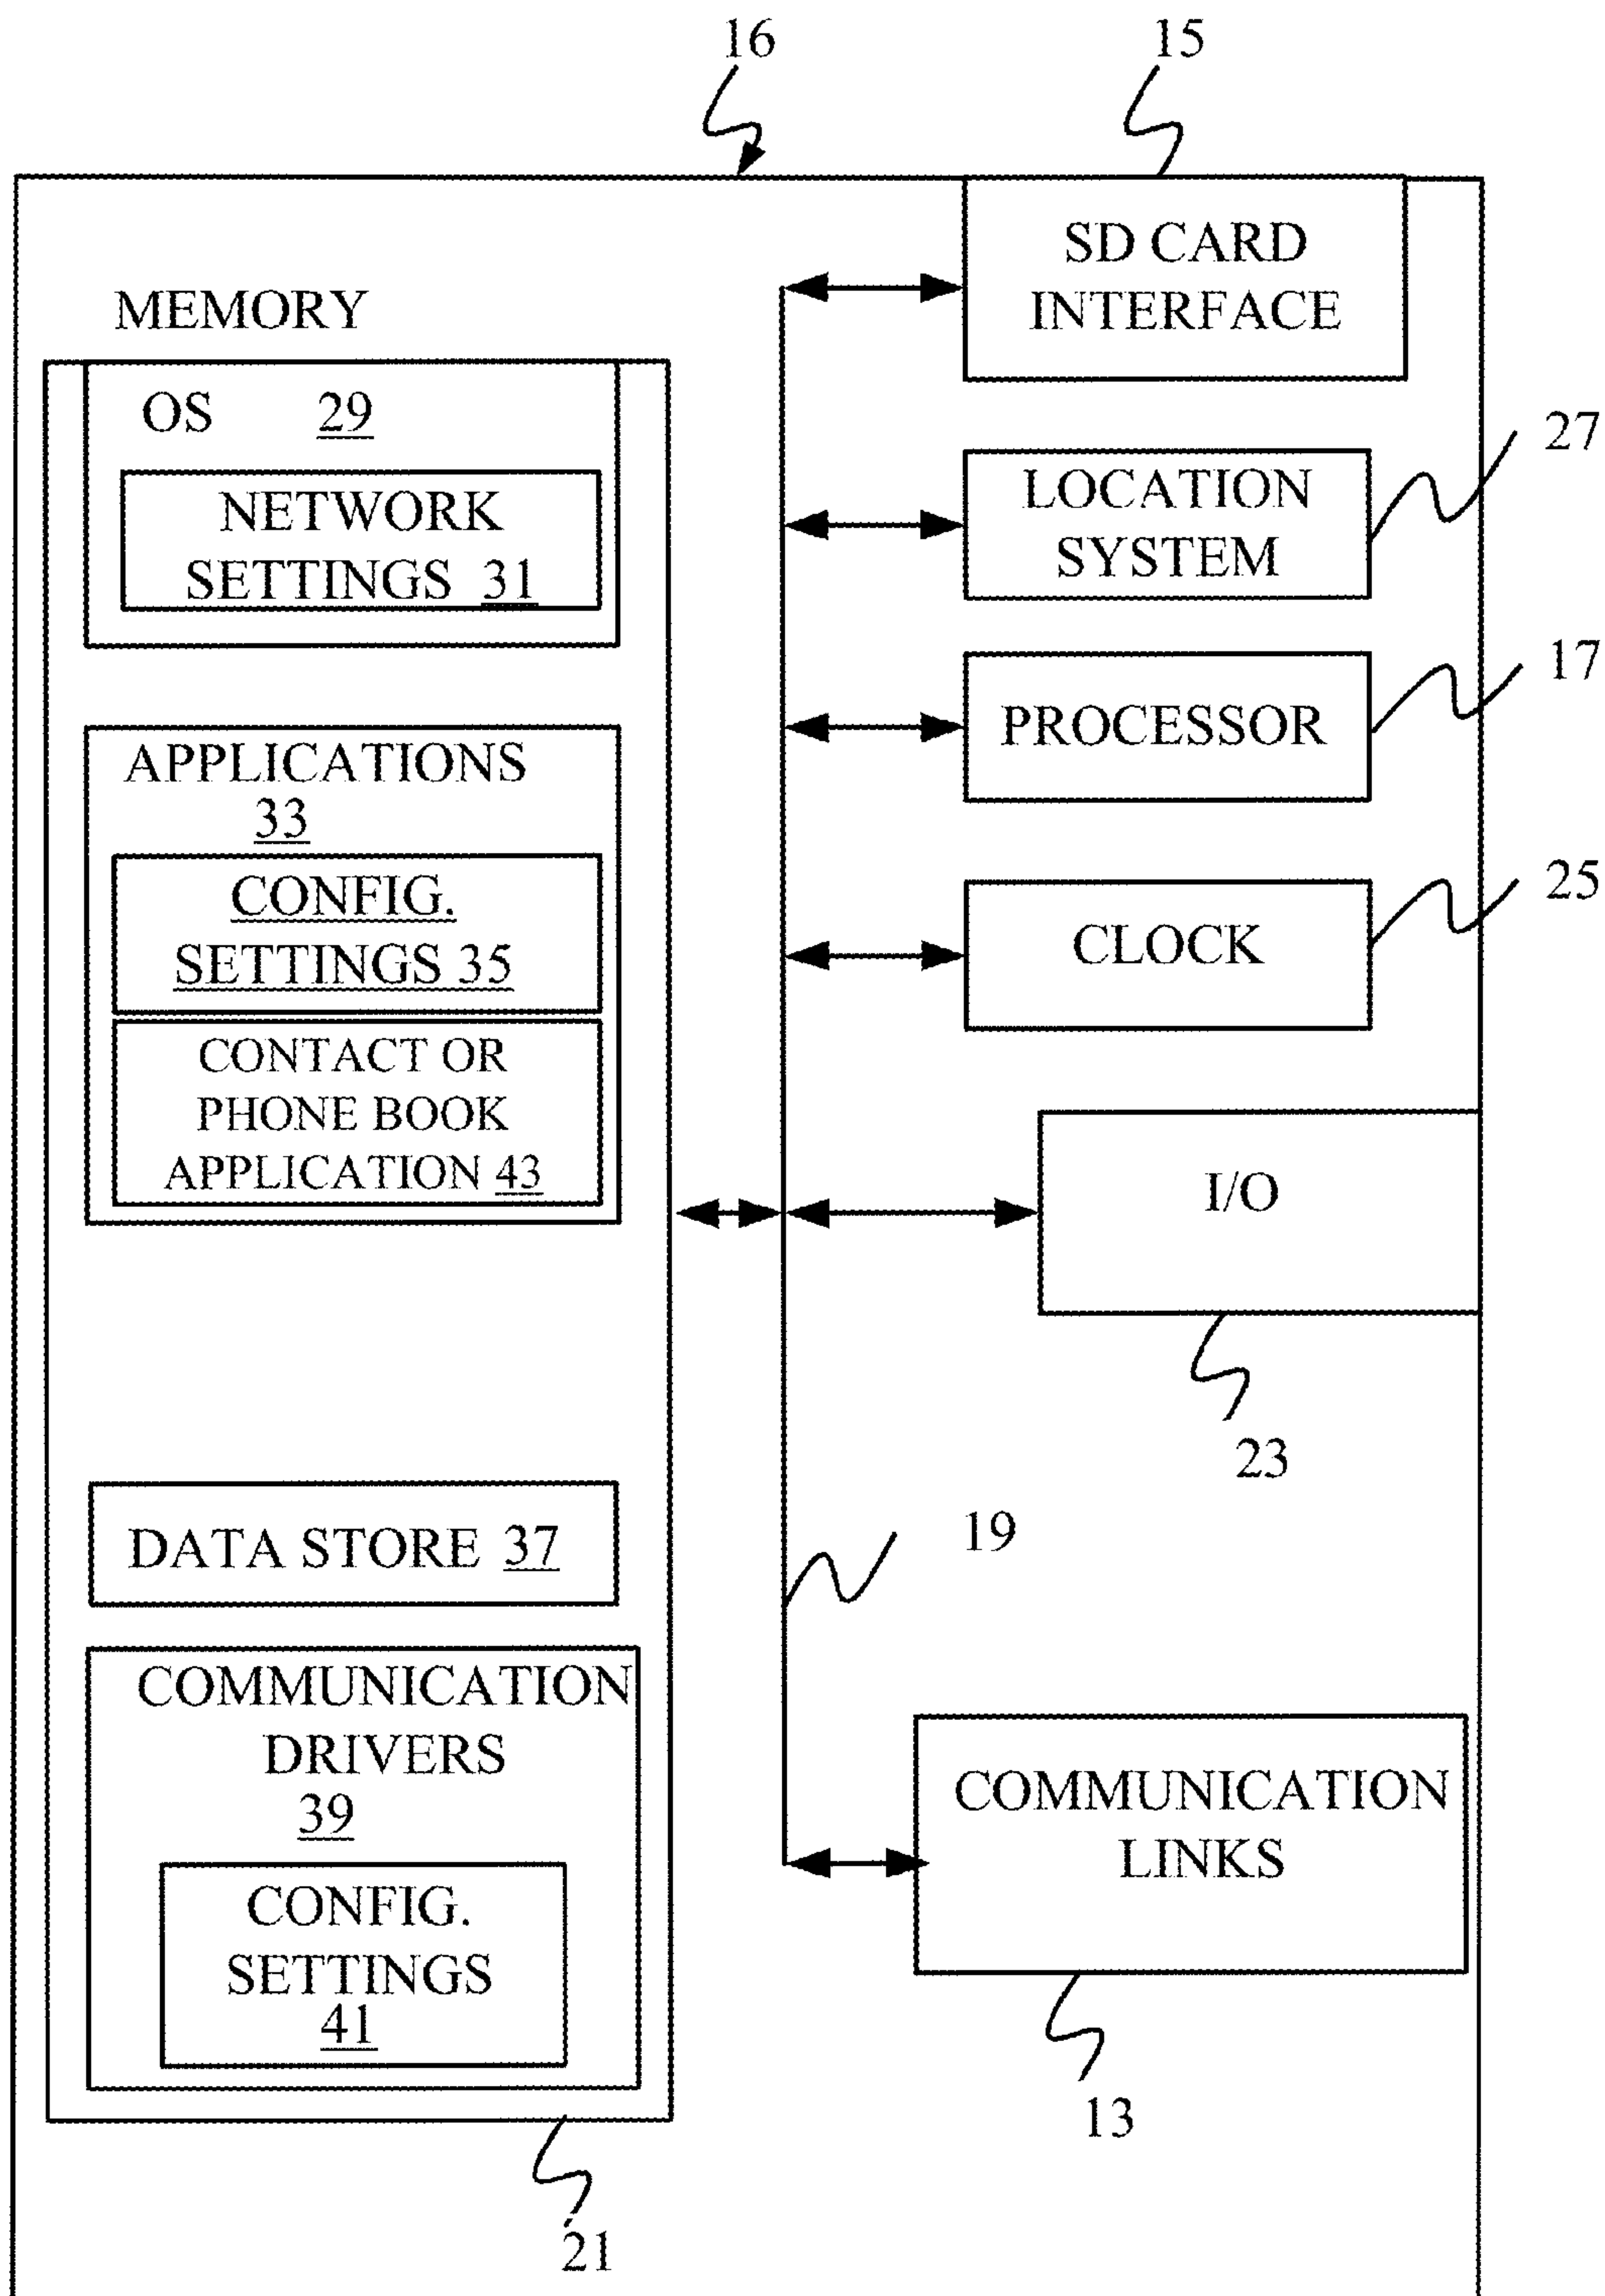 16
15
SD CARD
INTERFACE
MEMORY
OS 29
NETWORK
SETTINGS 31
LOCATION
SYSTEM
27
PROCESSOR
17
APPLICATIONS
33
CONFIG.
SETTINGS 35
CONTACT OR
PHONE BOOK
APPLICATION 43
CLOCK
25
I/O
23
DATA STORE 37
19
COMMUNICATION
DRIVERS
39
CONFIG.
SETTINGS
41
COMMUNICATION
LINKS
13
21